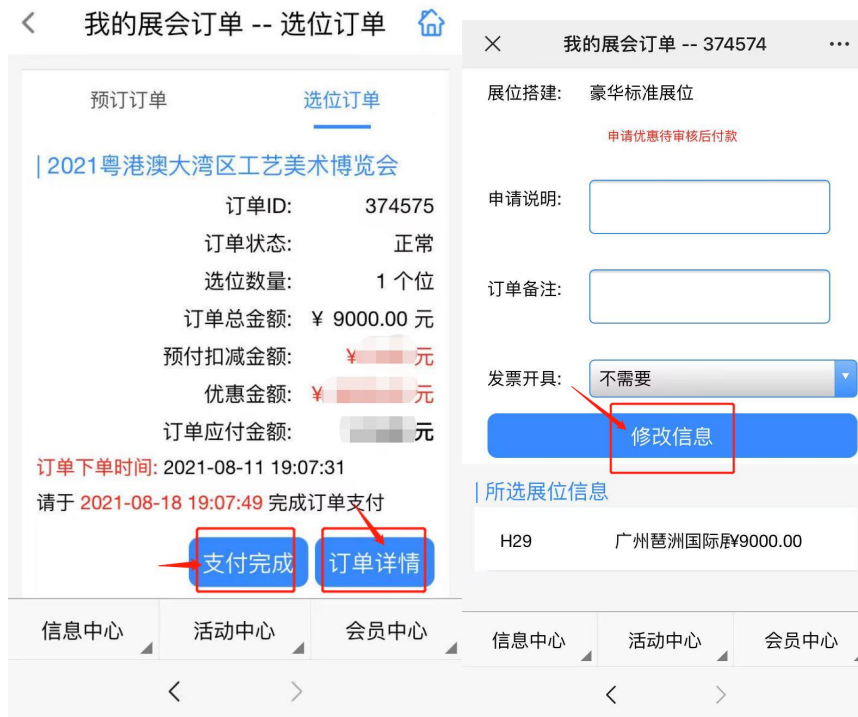 我的展会订单 -- 选位订单
预订订单 选位订单
2021粤港澳大湾区工艺美术博览会
订单ID: 374575
订单状态: 正常
选位数量: 1 个位
订单总金额: ¥ 9000.00 元
预付扣减金额: ¥ 元
优惠金额: ¥ 元
订单应付金额: 元
订单下单时间: 2021-08-11 19:07:31
请于 2021-08-18 19:07:49 完成订单支付
支付完成 订单详情
信息中心 活动中心 会员中心
我的展会订单 -- 374574
展位搭建: 豪华标准展位
申请优惠待审核后付款
申请说明:
订单备注:
发票开具: 不需要
修改信息
所选展位信息
H29 广州琶洲国际 ¥9000.00
信息中心 活动中心 会员中心